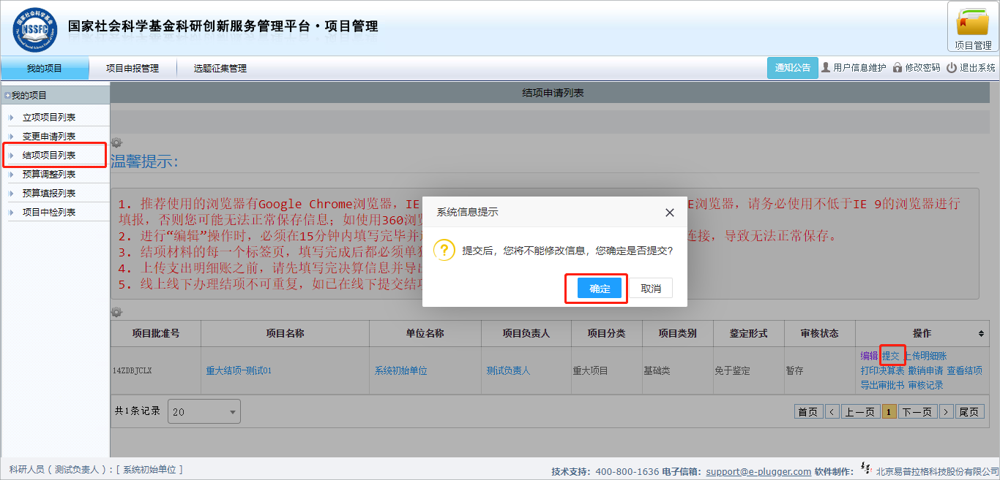 国家社会科学基金
NSSFC
国家社会科学基金科研创新服务管理平台·项目管理
项目管理
我的项目 项目申报管理 选题征集管理
通知公告 用户信息维护 修改密码 退出系统
我的项目
立项项目列表
变更申请列表
结项项目列表
预算调整列表
预算填报列表
项目中检列表
结项申请列表
温馨提示：
1. 推荐使用的浏览器有Google Chrome浏览器，IE E浏览器，请务必使用不低于IE 9的浏览器进行
填报，否则您可能无法正常保存信息；如使用360浏
2. 进行“编辑”操作时，必须在15分钟内填写完毕并 连接，导致无法正常保存。
3. 结项材料的每一个标签页，填写完成后都必须单
4. 上传支出明细账之前，请先填写完决算信息并导
5. 线上线下办理结项不可重复，如已在线下提交结
系统信息提示
提交后，您将不能修改信息，您确定是否提交？
确定 取消
项目批准号 项目名称 单位名称 项目负责人 项目分类 项目类别 鉴定形式 审核状态 操作
14ZDBJCLX 重大结项-测试01 系统初始单位 测试负责人 重大项目 基础类 免于鉴定 暂存
编辑 提交 上传明细账
打印决算表 撤销申请 查看结项
导出审批书 审核记录
共1条记录 20 首页 < 上一页 1 下一页 > 尾页
科研人员 ( 测试负责人 ) : [ 系统初始单位 ]
技术支持: 400-800-1636 电子信箱: support@e-plugger.com 软件制作: 北京易普拉格科技股份有限公司